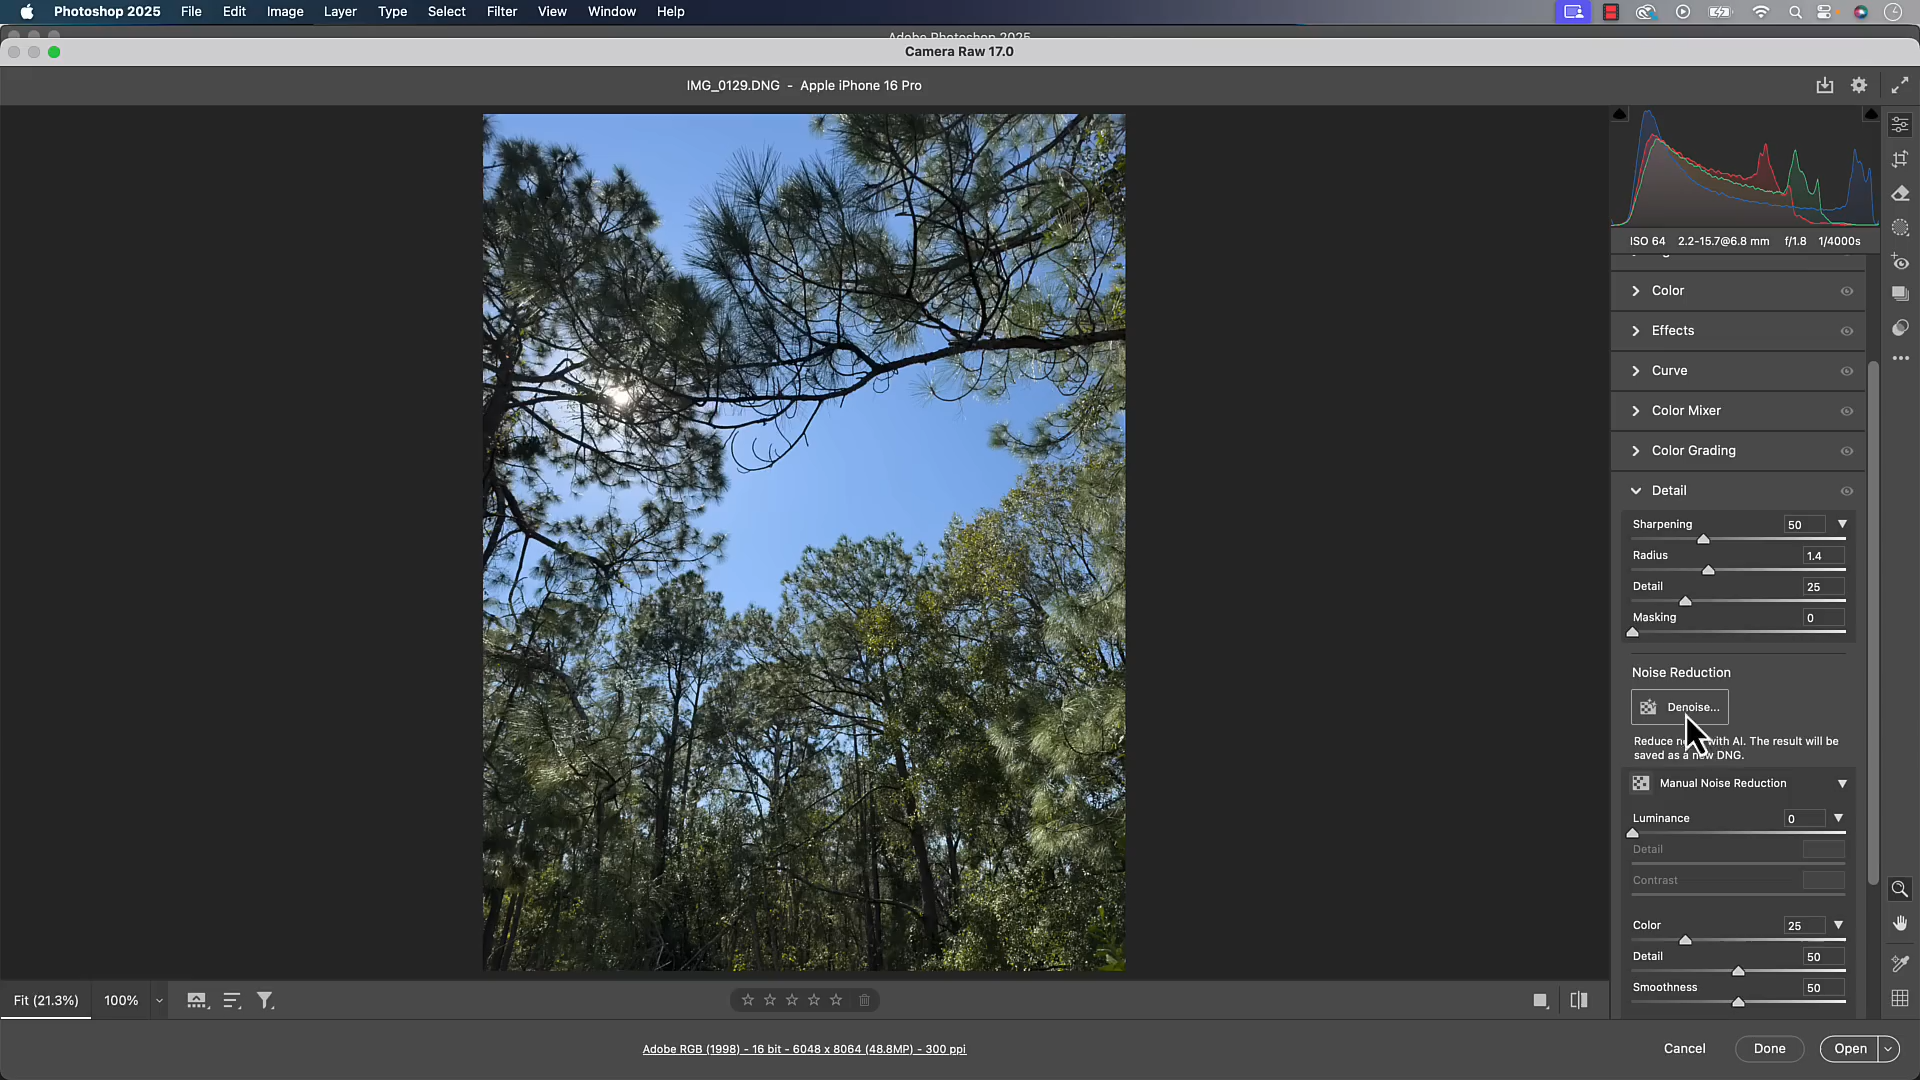 Photoshop 2025 File Edit Image Layer Type Select Filter View Window Help
Adobe Photoshop 2025
Camera Raw 17.0
IMG_0129.DNG - Apple iPhone 16 Pro
ISO 64 2.2-15.7@6.8 mm f/1.8 1/4000s
Color
Effects
Curve
Color Mixer
Color Grading
Detail
Sharpening 50
Radius 1.4
Detail 25
Masking 0
Noise Reduction
Denoise...
Reduce with AI. The result will be
saved as a new DNG.
Manual Noise Reduction
Luminance 0
Detail
Contrast
Color 25
Detail 50
Smoothness 50
Fit (21.3%) 100%
Adobe RGB (1998) - 16 bit - 6048 x 8064 (48.8MP) - 300 ppi
Cancel Done Open